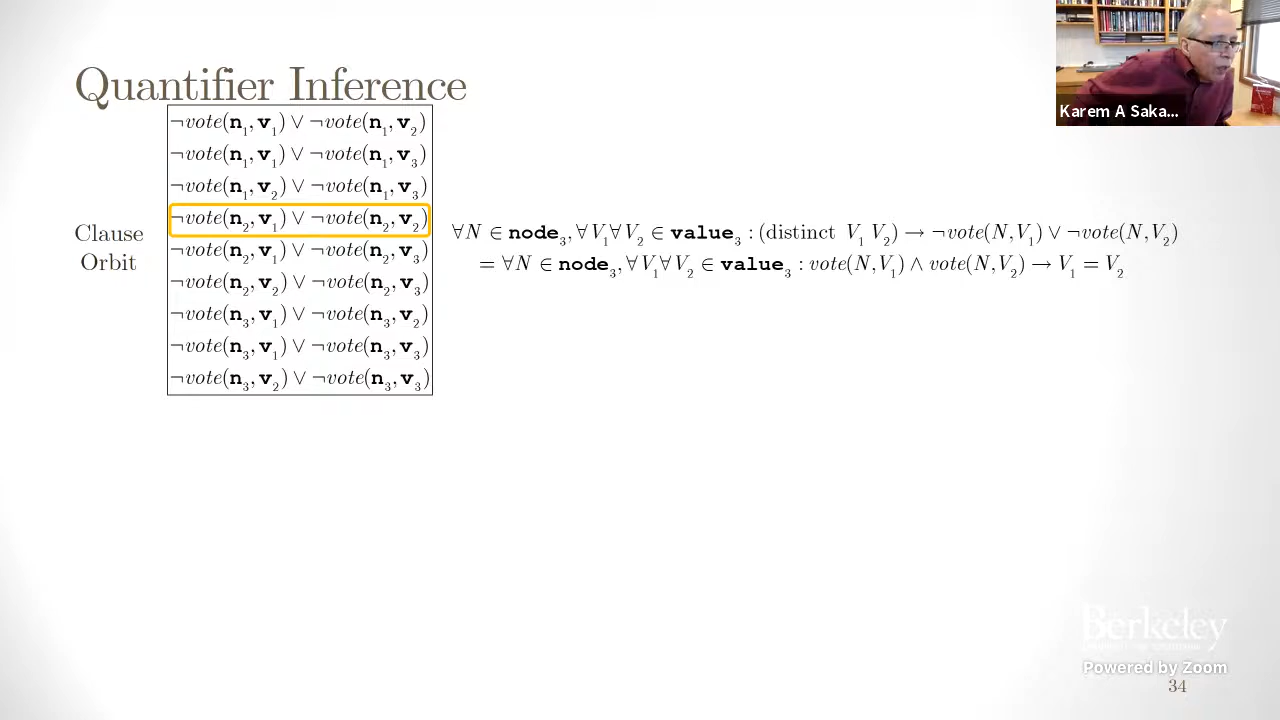 Quantifier Inference
¬vote(n₁,v₁) ∨ ¬vote(n₁,v₂)
¬vote(n₁,v₁) ∨ ¬vote(n₁,v₃)
¬vote(n₁,v₂) ∨ ¬vote(n₁,v₃)
¬vote(n₂,v₁) ∨ ¬vote(n₂,v₂)
¬vote(n₂,v₁) ∨ ¬vote(n₂,v₃)
¬vote(n₂,v₂) ∨ ¬vote(n₂,v₃)
¬vote(n₃,v₁) ∨ ¬vote(n₃,v₂)
¬vote(n₃,v₁) ∨ ¬vote(n₃,v₃)
¬vote(n₃,v₂) ∨ ¬vote(n₃,v₃)
Clause
Orbit
∀N ∈ node₃, ∀V₁∀V₂ ∈ value₃ : (distinct V₁ V₂) → ¬vote(N,V₁) ∨ ¬vote(N,V₂)
= ∀N ∈ node₃, ∀V₁∀V₂ ∈ value₃ : vote(N,V₁) ∧ vote(N,V₂) → V₁ = V₂
Karem A Saka...
Berkeley
Powered by Zoom
34